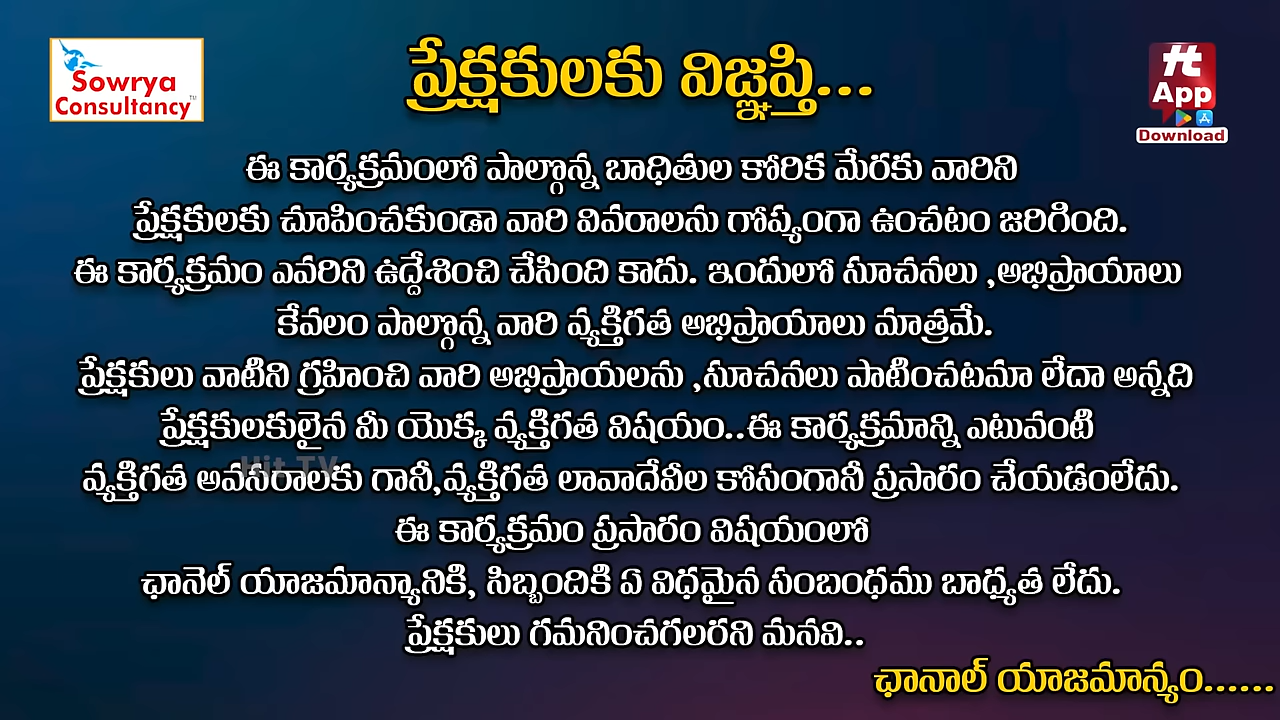 Sowrya
Consultancy
TM
ప్రేక్షకులకు విజ్ఞప్తి...
App
Download
ఈ కార్యక్రమంలో పాల్గొన్న బాధితుల కోరిక మేరకు వారిని
ప్రేక్షకులకు చూపించకుండా వారి వివరాలను గోప్యంగా ఉంచటం జరిగింది.
ఈ కార్యక్రమం ఎవరిని ఉద్దేశించి చేసింది కాదు. ఇందులో సూచనలు ,అభిప్రాయాలు
కేవలం పాల్గొన్న వారి వ్యక్తిగత అభిప్రాయాలు మాత్రమే.
ప్రేక్షకులు వాటిని గ్రహించి వారి అభిప్రాయలను ,సూచనలు పాటించటమా లేదా అన్నది
ప్రేక్షకులకులైన మీ యొక్క వ్యక్తిగత విషయం..ఈ కార్యక్రమాన్ని ఎటువంటి
Hit TV
వ్యక్తిగత అవసరాలకు గానీ,వ్యక్తిగత లావాదేవీల కోసంగానీ ప్రసారం చేయడంలేదు.
ఈ కార్యక్రమం ప్రసారం విషయంలో
ఛానెల్ యాజమాన్యానికి, సిబ్బందికి ఏ విధమైన సంబంధము బాధ్యత లేదు.
ప్రేక్షకులు గమనించగలరని మనవి..
ఛానాల్ యాజమాన్యం......